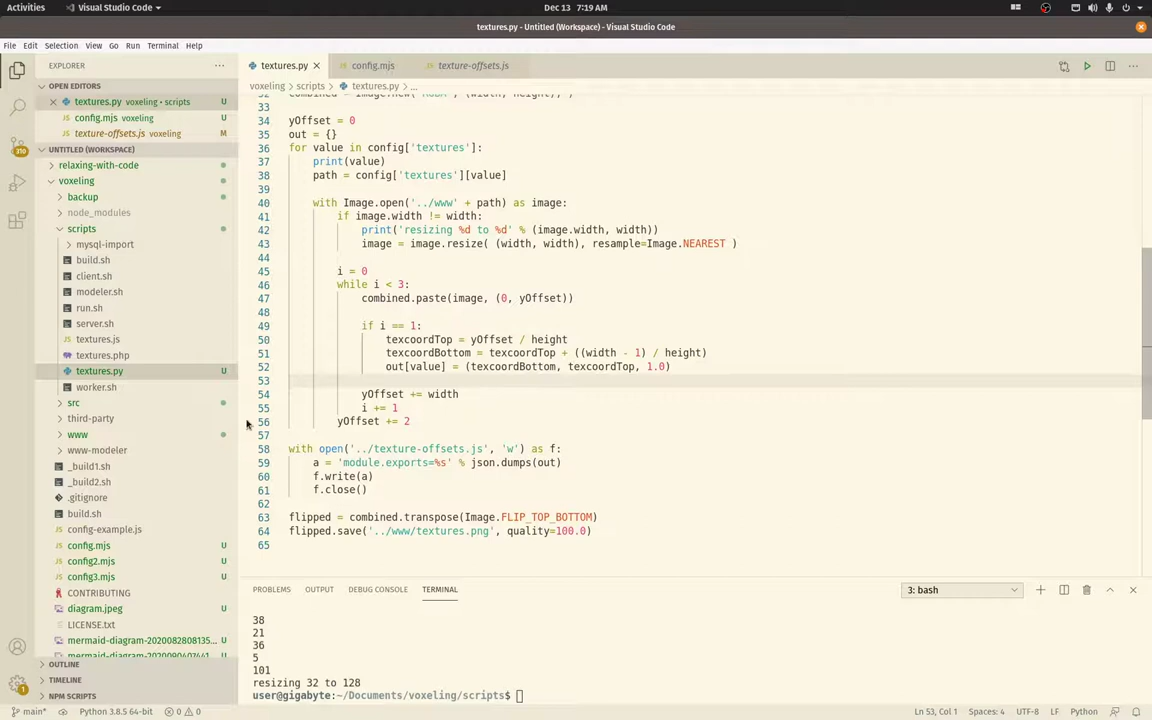 Activities
Visual Studio Code
Dec 13 7:19 AM
textures.py - Untitled (Workspace) - Visual Studio Code
File Edit Selection View Go Run Terminal Help
EXPLORER ···
OPEN EDITORS
textures.py voxeling • scripts U
config.mjs voxeling U
texture-offsets.js voxeling M
UNTITLED (WORKSPACE)
310
relaxing-with-code
voxeling
backup
node_modules
scripts
mysql-import
build.sh
client.sh
modeler.sh
run.sh
server.sh
textures.js
textures.php
textures.py U
worker.sh
src
third-party
www
www-modeler
_build1.sh
_build2.sh
.gitignore
build.sh
config-example.js
config.mjs U
config2.mjs U
config3.mjs U
CONTRIBUTING
diagram.jpeg U
LICENSE.txt
mermaid-diagram-2020082808135... U
OUTLINE
TIMELINE
NPM SCRIPTS
1
textures.py config.mjs texture-offsets.js
voxeling > scripts > textures.py > ...
33
34 yOffset = 0
35 out = {}
36 for value in config['textures']:
37 print(value)
38 path = config['textures'][value]
39
40 with Image.open('../www' + path) as image:
41 if image.width != width:
42 print('resizing %d to %d' % (image.width, width))
43 image = image.resize( (width, width), resample=Image.NEAREST )
44
45 i = 0
46 while i < 3:
47 combined.paste(image, (0, yOffset))
48
49 if i == 1:
50 texcoordTop = yOffset / height
51 texcoordBottom = texcoordTop + ((width - 1) / height)
52 out[value] = (texcoordBottom, texcoordTop, 1.0)
53
54 yOffset += width
55 i += 1
56 yOffset += 2
57
58 with open('../texture-offsets.js', 'w') as f:
59 a = 'module.exports=%s' % json.dumps(out)
60 f.write(a)
61 f.close()
62
63 flipped = combined.transpose(Image.FLIP_TOP_BOTTOM)
64 flipped.save('../www/textures.png', quality=100.0)
65
PROBLEMS OUTPUT DEBUG CONSOLE TERMINAL 3: bash
38
21
36
5
101
resizing 32 to 128
user@gigabyte:~/Documents/voxeling/scripts$
main* Python 3.8.5 64-bit 0 0 Ln 53, Col 1 Spaces: 4 UTF-8 LF Python